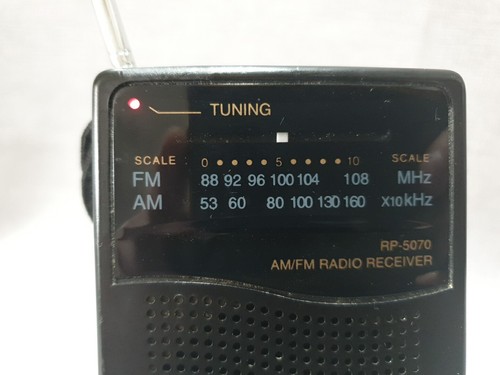 TUNING
SCALE 0 • • • • 5 • • • • 10 SCALE
FM 88 92 96 100 104 108 MHz
AM 53 60 80 100 130 160 X10kHz
RP-5070
AM/FM RADIO RECEIVER